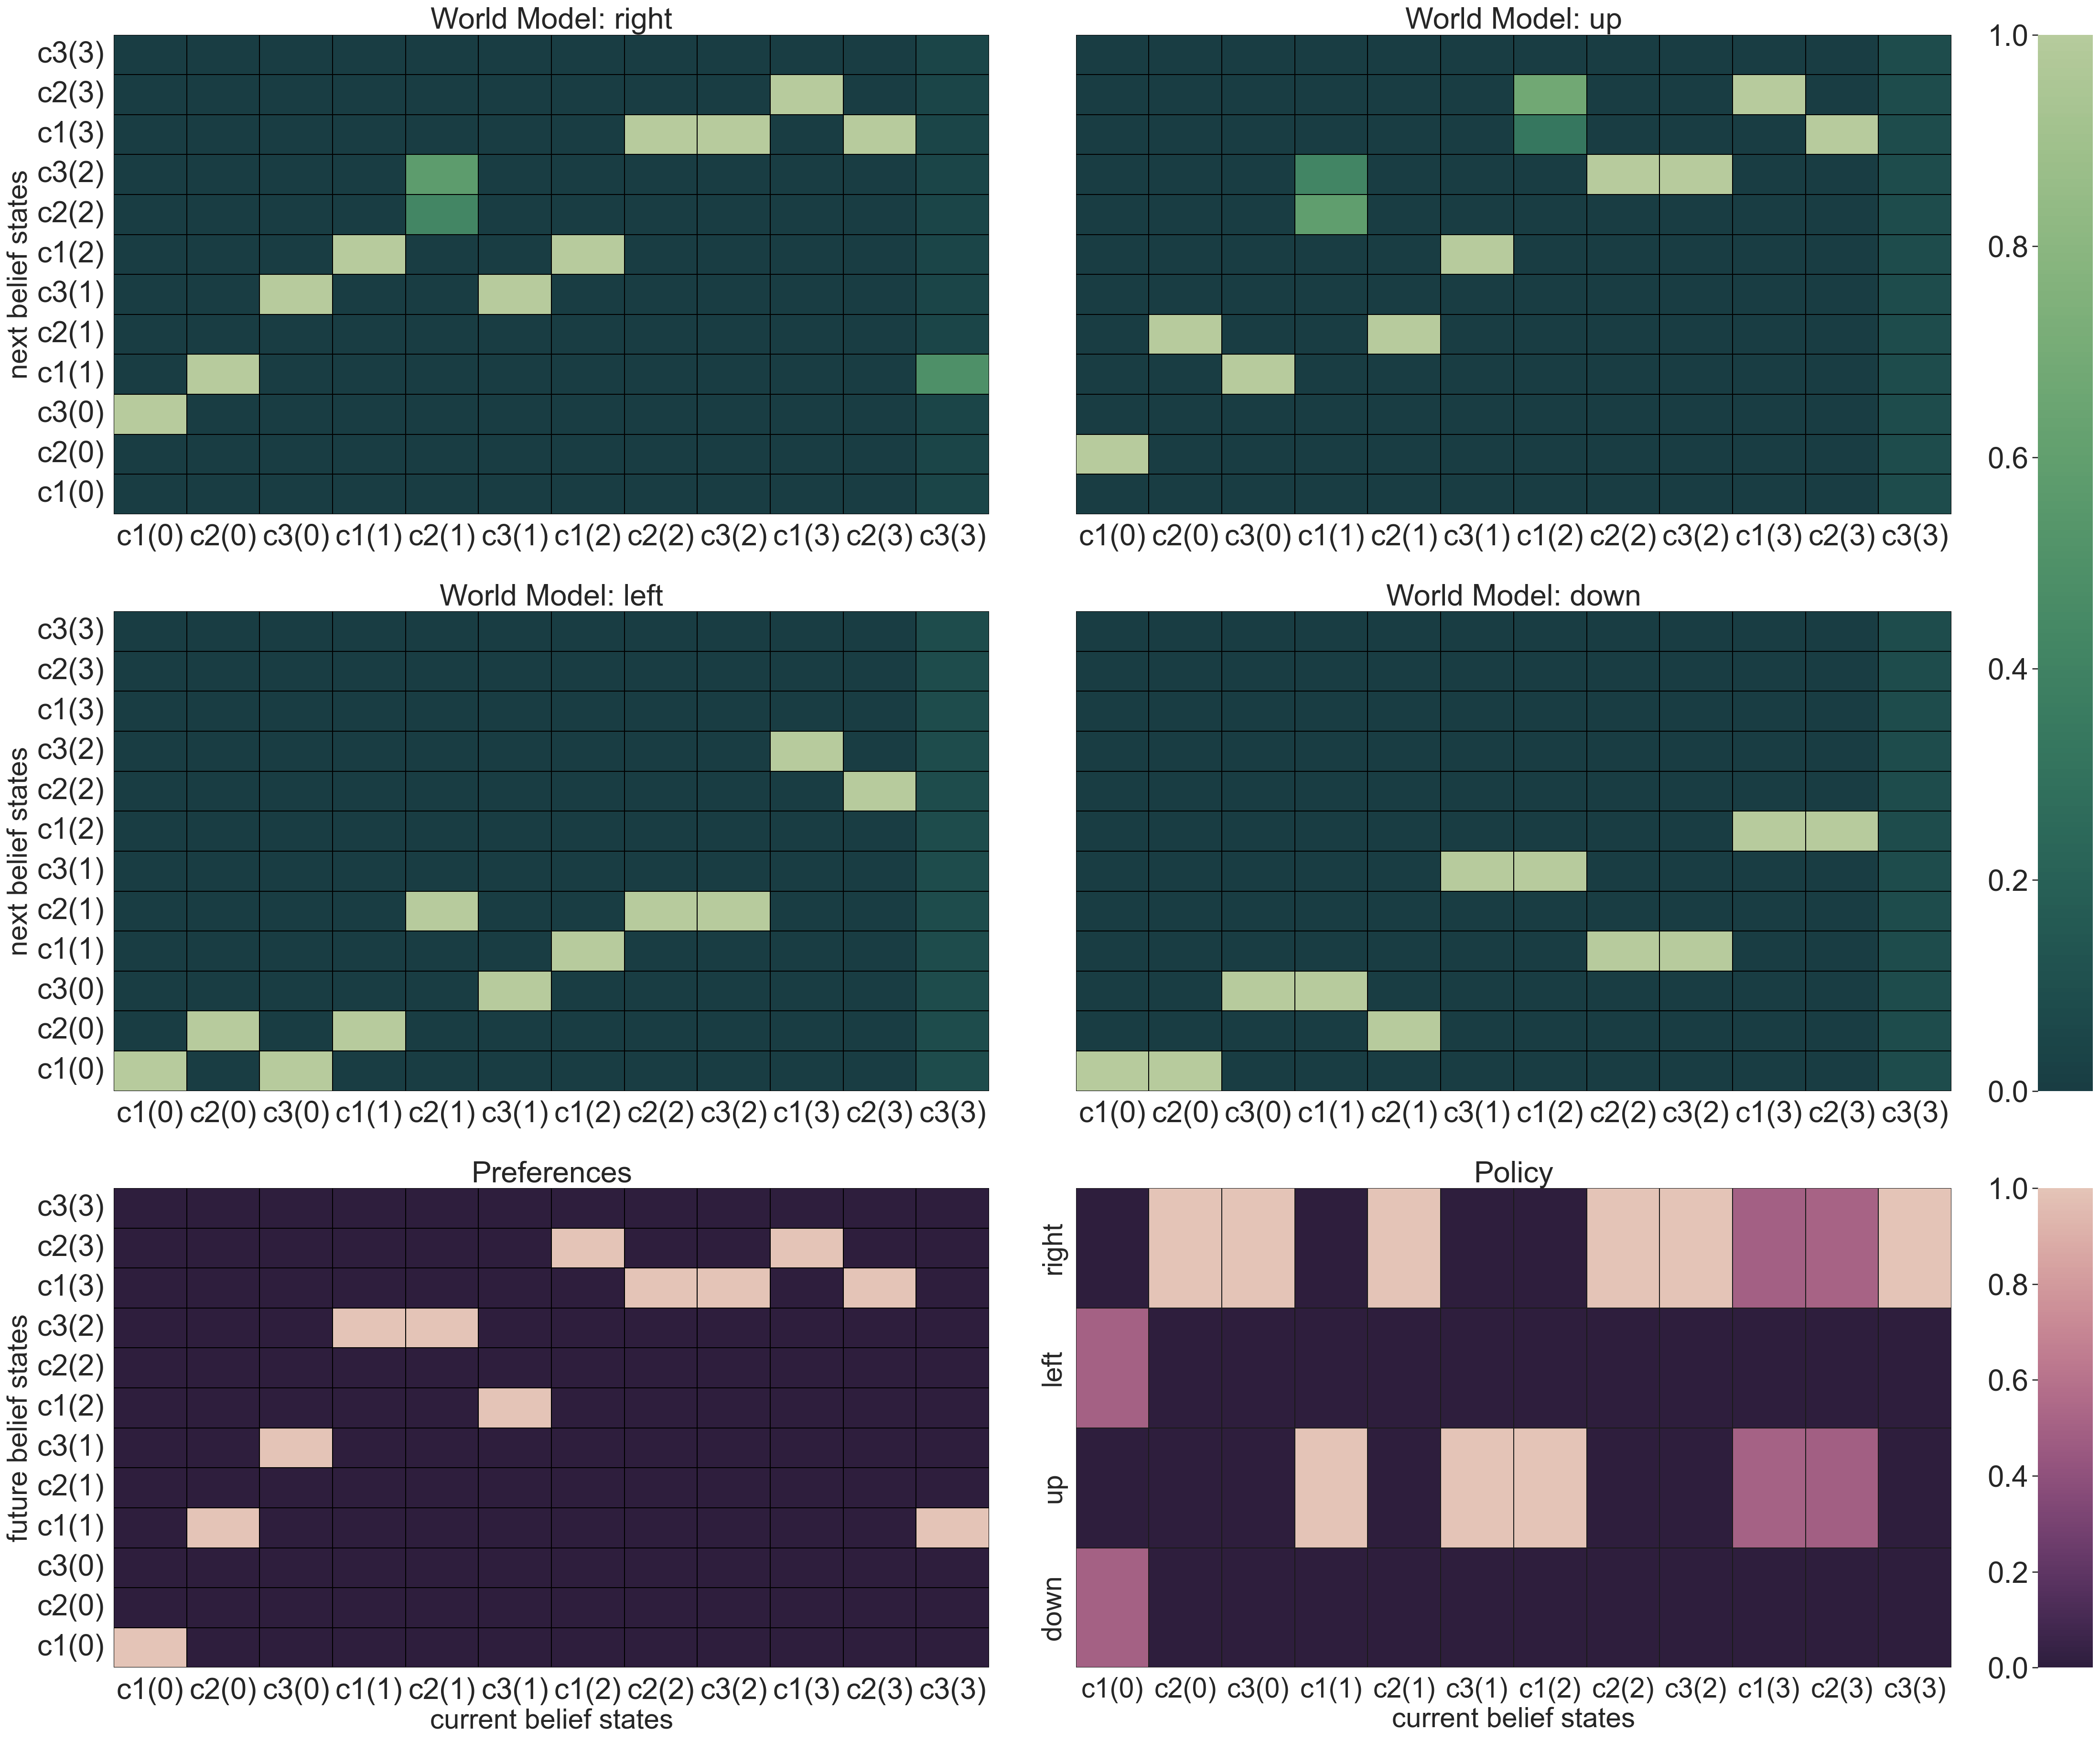 World Model: right
World Model: up
next belief states
c3(3)
c2(3)
c1(3)
c3(2)
c2(2)
c1(2)
c3(1)
c2(1)
c1(1)
c3(0)
c2(0)
c1(0)
c1(0) c2(0) c3(0) c1(1) c2(1) c3(1) c1(2) c2(2) c3(2) c1(3) c2(3) c3(3)
c1(0) c2(0) c3(0) c1(1) c2(1) c3(1) c1(2) c2(2) c3(2) c1(3) c2(3) c3(3)
World Model: left
World Model: down
next belief states
c3(3)
c2(3)
c1(3)
c3(2)
c2(2)
c1(2)
c3(1)
c2(1)
c1(1)
c3(0)
c2(0)
c1(0)
c1(0) c2(0) c3(0) c1(1) c2(1) c3(1) c1(2) c2(2) c3(2) c1(3) c2(3) c3(3)
c1(0) c2(0) c3(0) c1(1) c2(1) c3(1) c1(2) c2(2) c3(2) c1(3) c2(3) c3(3)
1.0
0.8
0.6
0.4
0.2
0.0
Preferences
Policy
future belief states
c3(3)
c2(3)
c1(3)
c3(2)
c2(2)
c1(2)
c3(1)
c2(1)
c1(1)
c3(0)
c2(0)
c1(0)
c1(0) c2(0) c3(0) c1(1) c2(1) c3(1) c1(2) c2(2) c3(2) c1(3) c2(3) c3(3)
current belief states
right
left
up
down
c1(0) c2(0) c3(0) c1(1) c2(1) c3(1) c1(2) c2(2) c3(2) c1(3) c2(3) c3(3)
current belief states
1.0
0.8
0.6
0.4
0.2
0.0